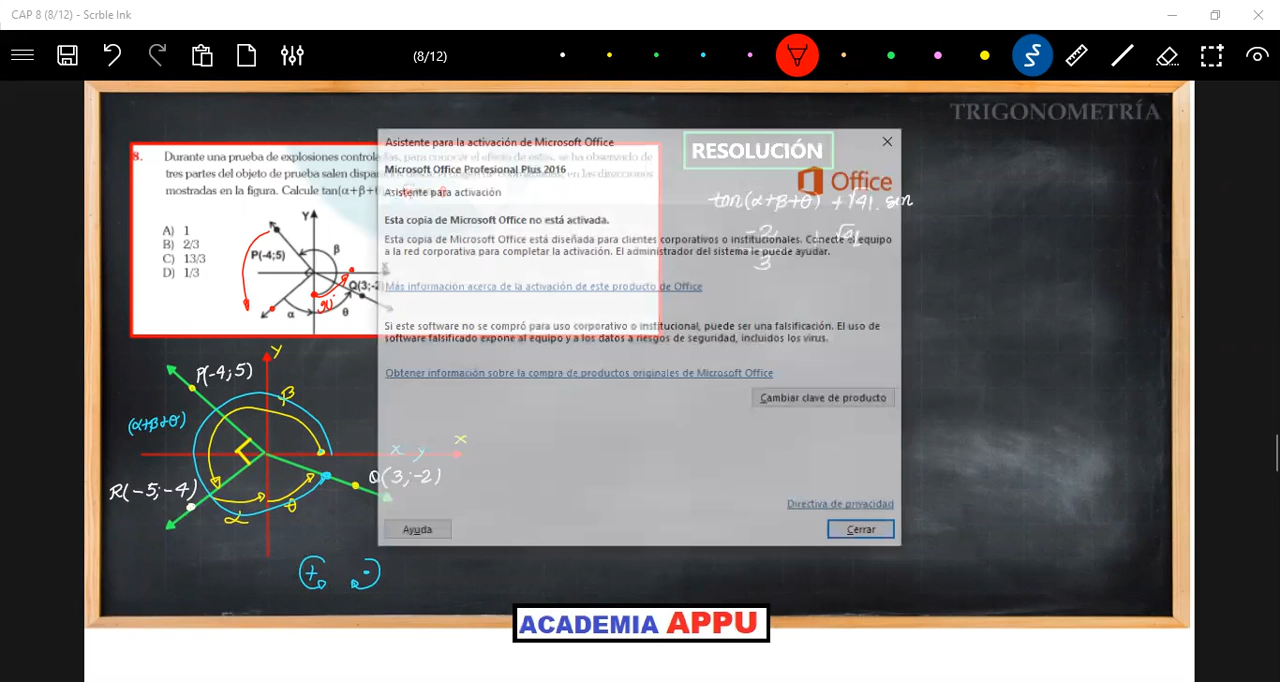 CAP 8 (8/12) - Scrble Ink
(8/12)
TRIGONOMETRÍA
8. Durante una prueba de explosiones controladas, para conocer el efecto de estas, se ha observado de
tres partes del objeto de prueba salen
mostradas en la figura. Calcule tan(α+β+
A) 1
B) 2/3
C) 13/3
D) 1/3
Y
β
P(-4;5)
X
Q(3;-2)
90°
α
θ
Asistente para la activación de Microsoft Office
Microsoft Office Profesional Plus 2016
Asistente para activación
Office
Esta copia de Microsoft Office no está activada.
Esta copia de Microsoft Office está diseñada para clientes corporativos o institucionales. Conecte el equipo
a la red corporativa para completar la activación. El administrador del sistema le puede ayudar.
Más información acerca de la activación de este producto de Office
Si este software no se compró para uso corporativo o institucional, puede ser una falsificación. El uso de
software falsificado expone al equipo y a los datos a riesgos de seguridad, incluidos los virus.
Obtener información sobre la compra de productos originales de Microsoft Office
Cambiar clave de producto
Directiva de privacidad
Ayuda
Cerrar
RESOLUCIÓN
tan(α+β+θ) + √41. sen
-2/3 + √41
y
P(-4;5)
β
(α+β+θ)
x y
x
Q(3;-2)
R(-5;-4)
α
θ
+ -
ACADEMIA APPU